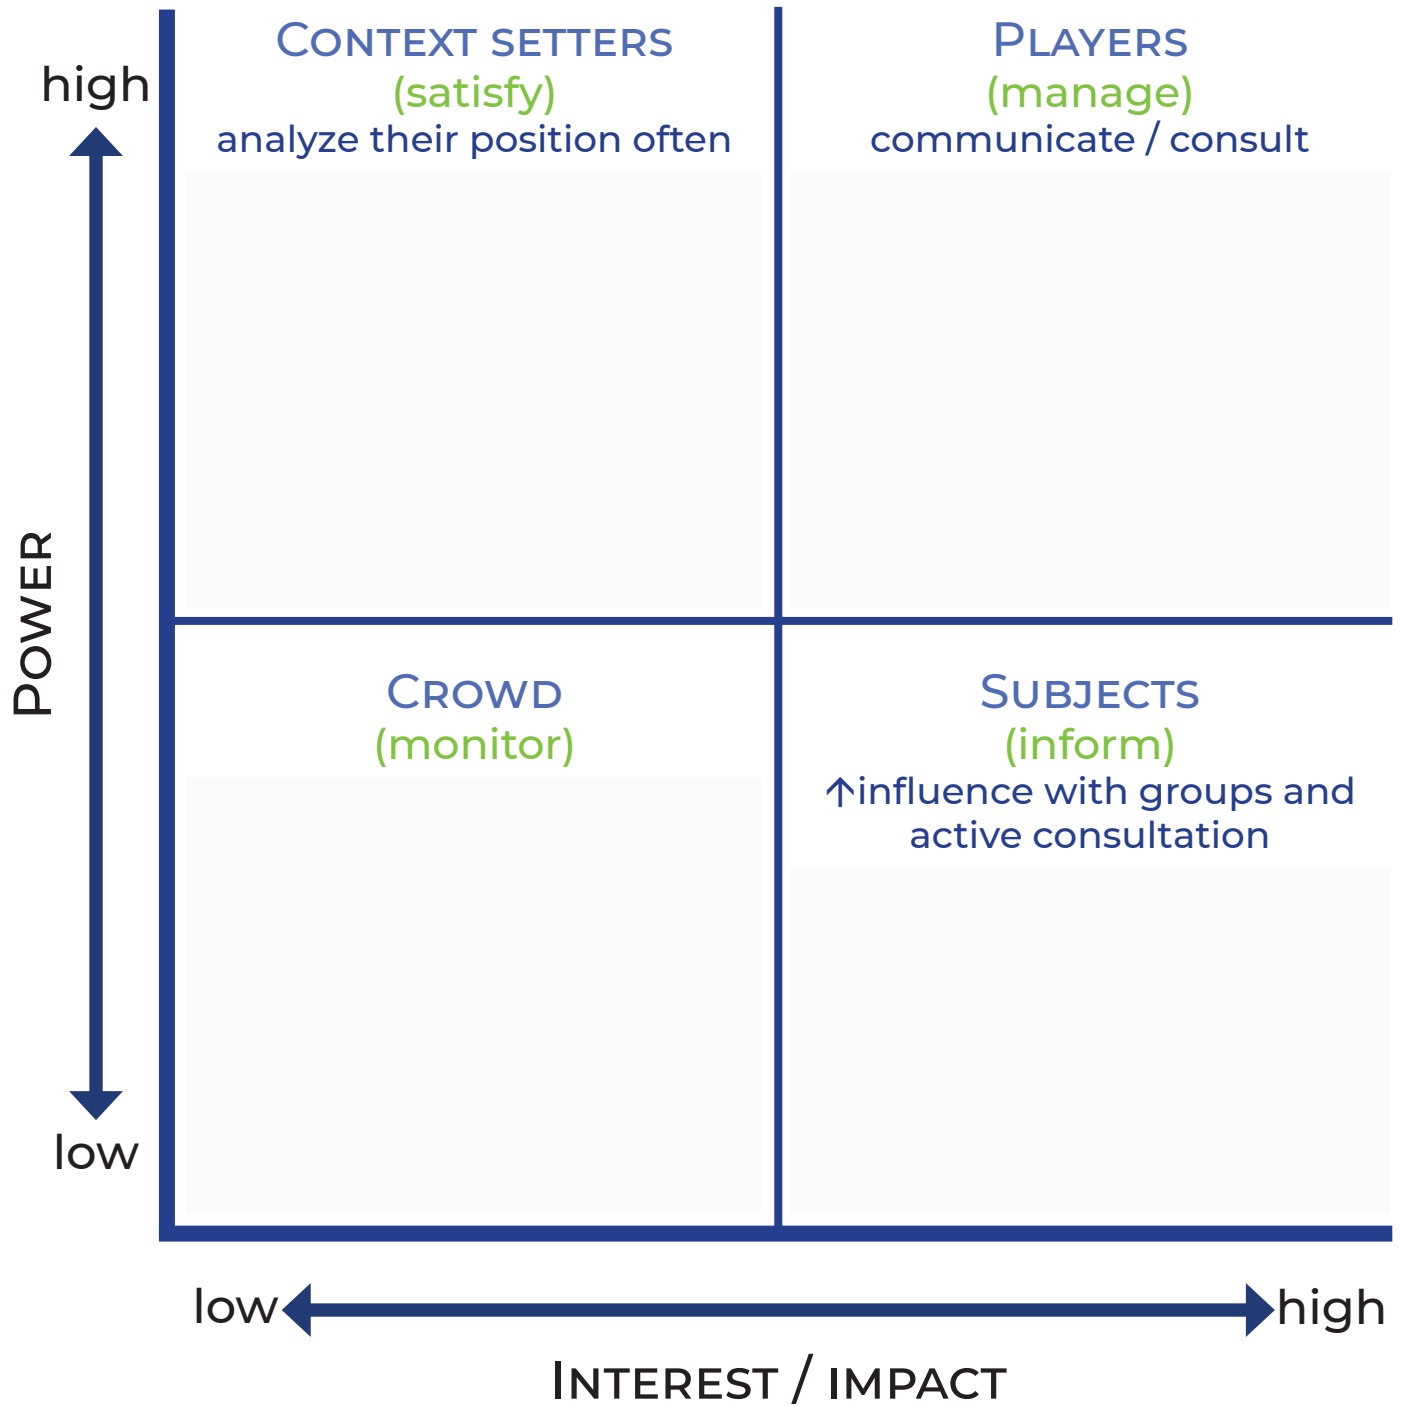 CONTEXT SETTERS
(satisfy)
analyze their position often
PLAYERS
(manage)
communicate / consult
high
POWER
low
CROWD
(monitor)
SUBJECTS
(inform)
↑influence with groups and
active consultation
low
high
INTEREST / IMPACT